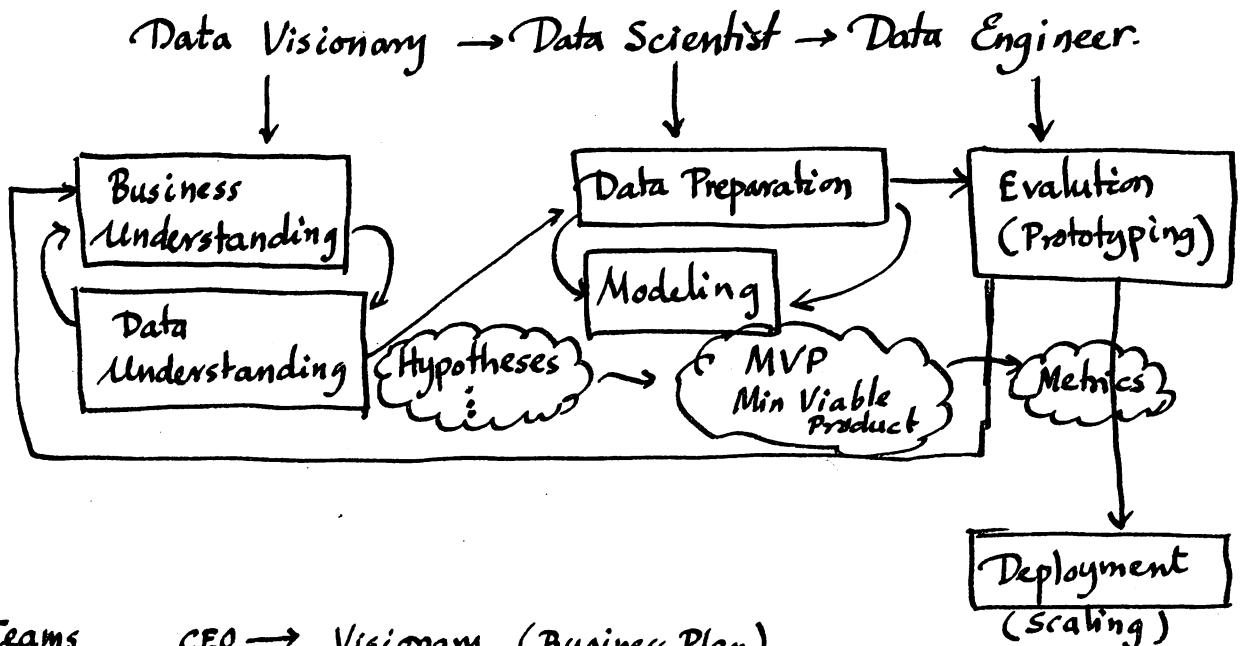 Data Visionary → Data Scientist → Data Engineer.
Business
Understanding
Data
Understanding
Data Preparation
Modeling
Evalution
(Prototyping)
Hypotheses
MVP
Min Viable
Product
Metrics
Deployment
(Scaling)
Teams CEO → Visionary (Business Plan)